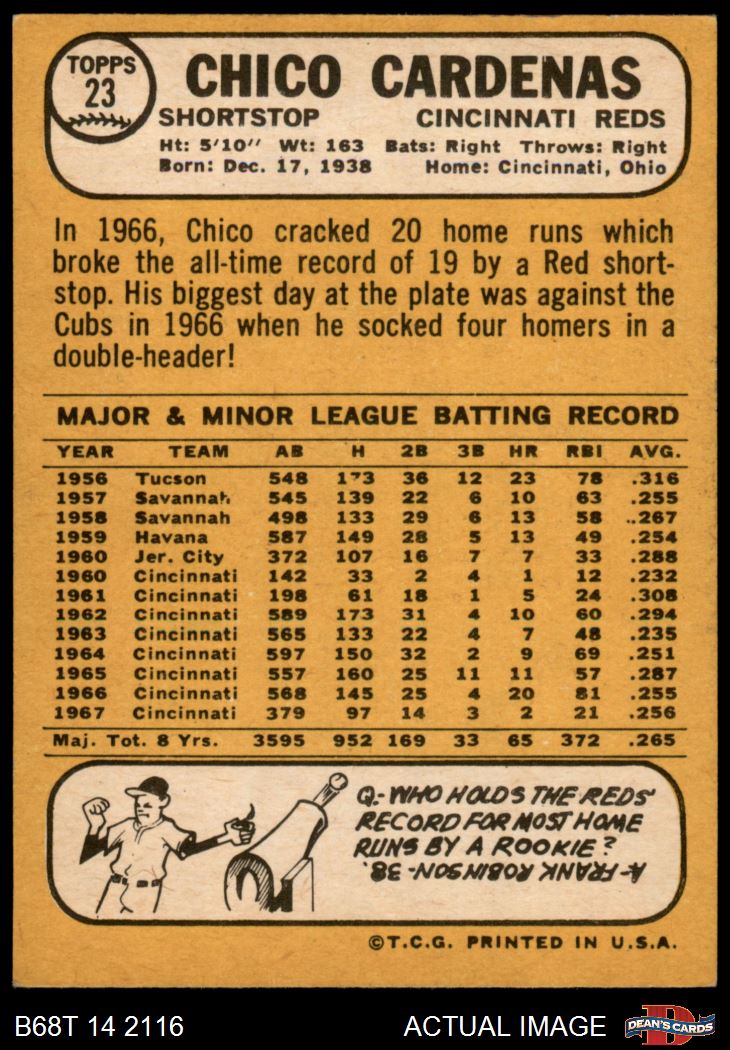 TOPPS
23
CHICO CARDENAS
SHORTSTOP CINCINNATI REDS
Ht: 5'10" Wt: 163 Bats: Right Throws: Right
Born: Dec. 17, 1938 Home: Cincinnati, Ohio
In 1966, Chico cracked 20 home runs which
broke the all-time record of 19 by a Red short-
stop. His biggest day at the plate was against the
Cubs in 1966 when he socked four homers in a
double-header!
MAJOR & MINOR LEAGUE BATTING RECORD
YEAR TEAM AB H 2B 3B HR RBI AVG.
1956 Tucson 548 173 36 12 23 78 .316
1957 Savannah 545 139 22 6 10 63 .255
1958 Savannah 498 133 29 6 13 58 .267
1959 Havana 587 149 28 5 13 49 .254
1960 Jer. City 372 107 16 7 7 33 .288
1960 Cincinnati 142 33 2 4 1 12 .232
1961 Cincinnati 198 61 18 1 5 24 .308
1962 Cincinnati 589 173 31 4 10 60 .294
1963 Cincinnati 565 133 22 4 7 48 .235
1964 Cincinnati 597 150 32 2 9 69 .251
1965 Cincinnati 557 160 25 11 11 57 .287
1966 Cincinnati 568 145 25 4 20 81 .255
1967 Cincinnati 379 97 14 3 2 21 .256
Maj. Tot. 8 Yrs. 3595 952 169 33 65 372 .265
Q:- WHO HOLDS THE REDS'
RECORD FOR MOST HOME
RUNS BY A ROOKIE?
A- FRANK ROBINSON- 38.
©T.C.G. PRINTED IN U.S.A.
B68T 14 2116 ACTUAL IMAGE
D
DEAN'S CARDS